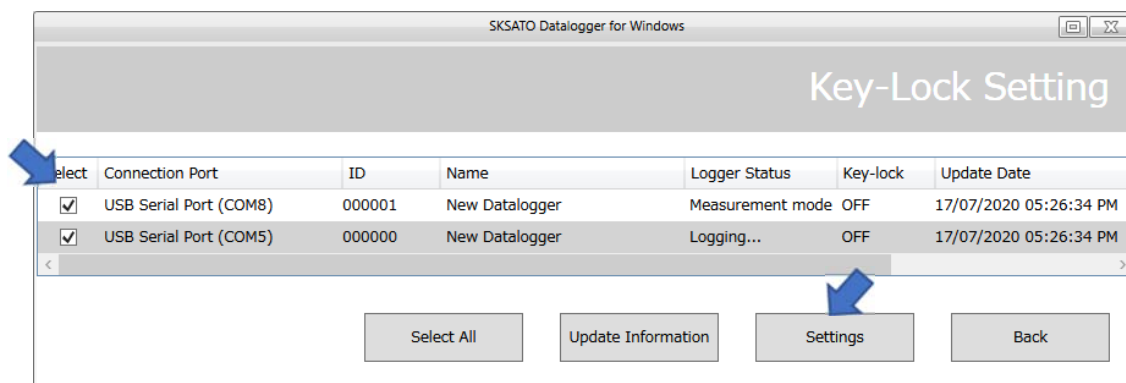 SKSATO Datalogger for Windows
Key-Lock Setting
elect Connection Port ID Name Logger Status Key-lock Update Date
USB Serial Port (COM8) 000001 New Datalogger Measurement mode OFF 17/07/2020 05:26:34 PM
USB Serial Port (COM5) 000000 New Datalogger Logging... OFF 17/07/2020 05:26:34 PM
Select All Update Information Settings Back